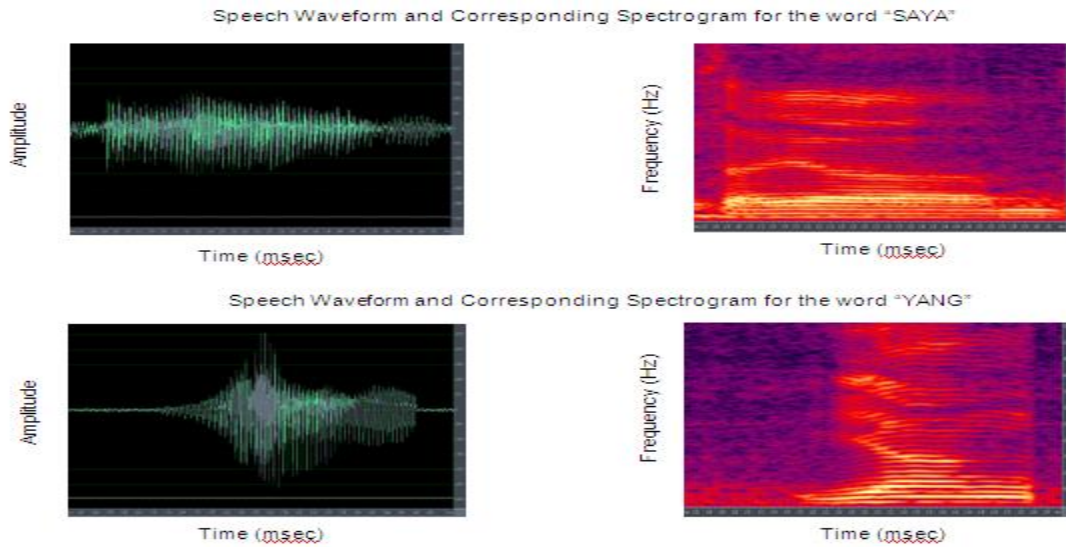 Speech Waveform and Corresponding Spectrogram for the word “SAYA”
Amplitude
Time (msec)
Frequency (Hz)
Time (msec)
Speech Waveform and Corresponding Spectrogram for the word “YANG”
Amplitude
Time (msec)
Frequency (Hz)
Time (msec)